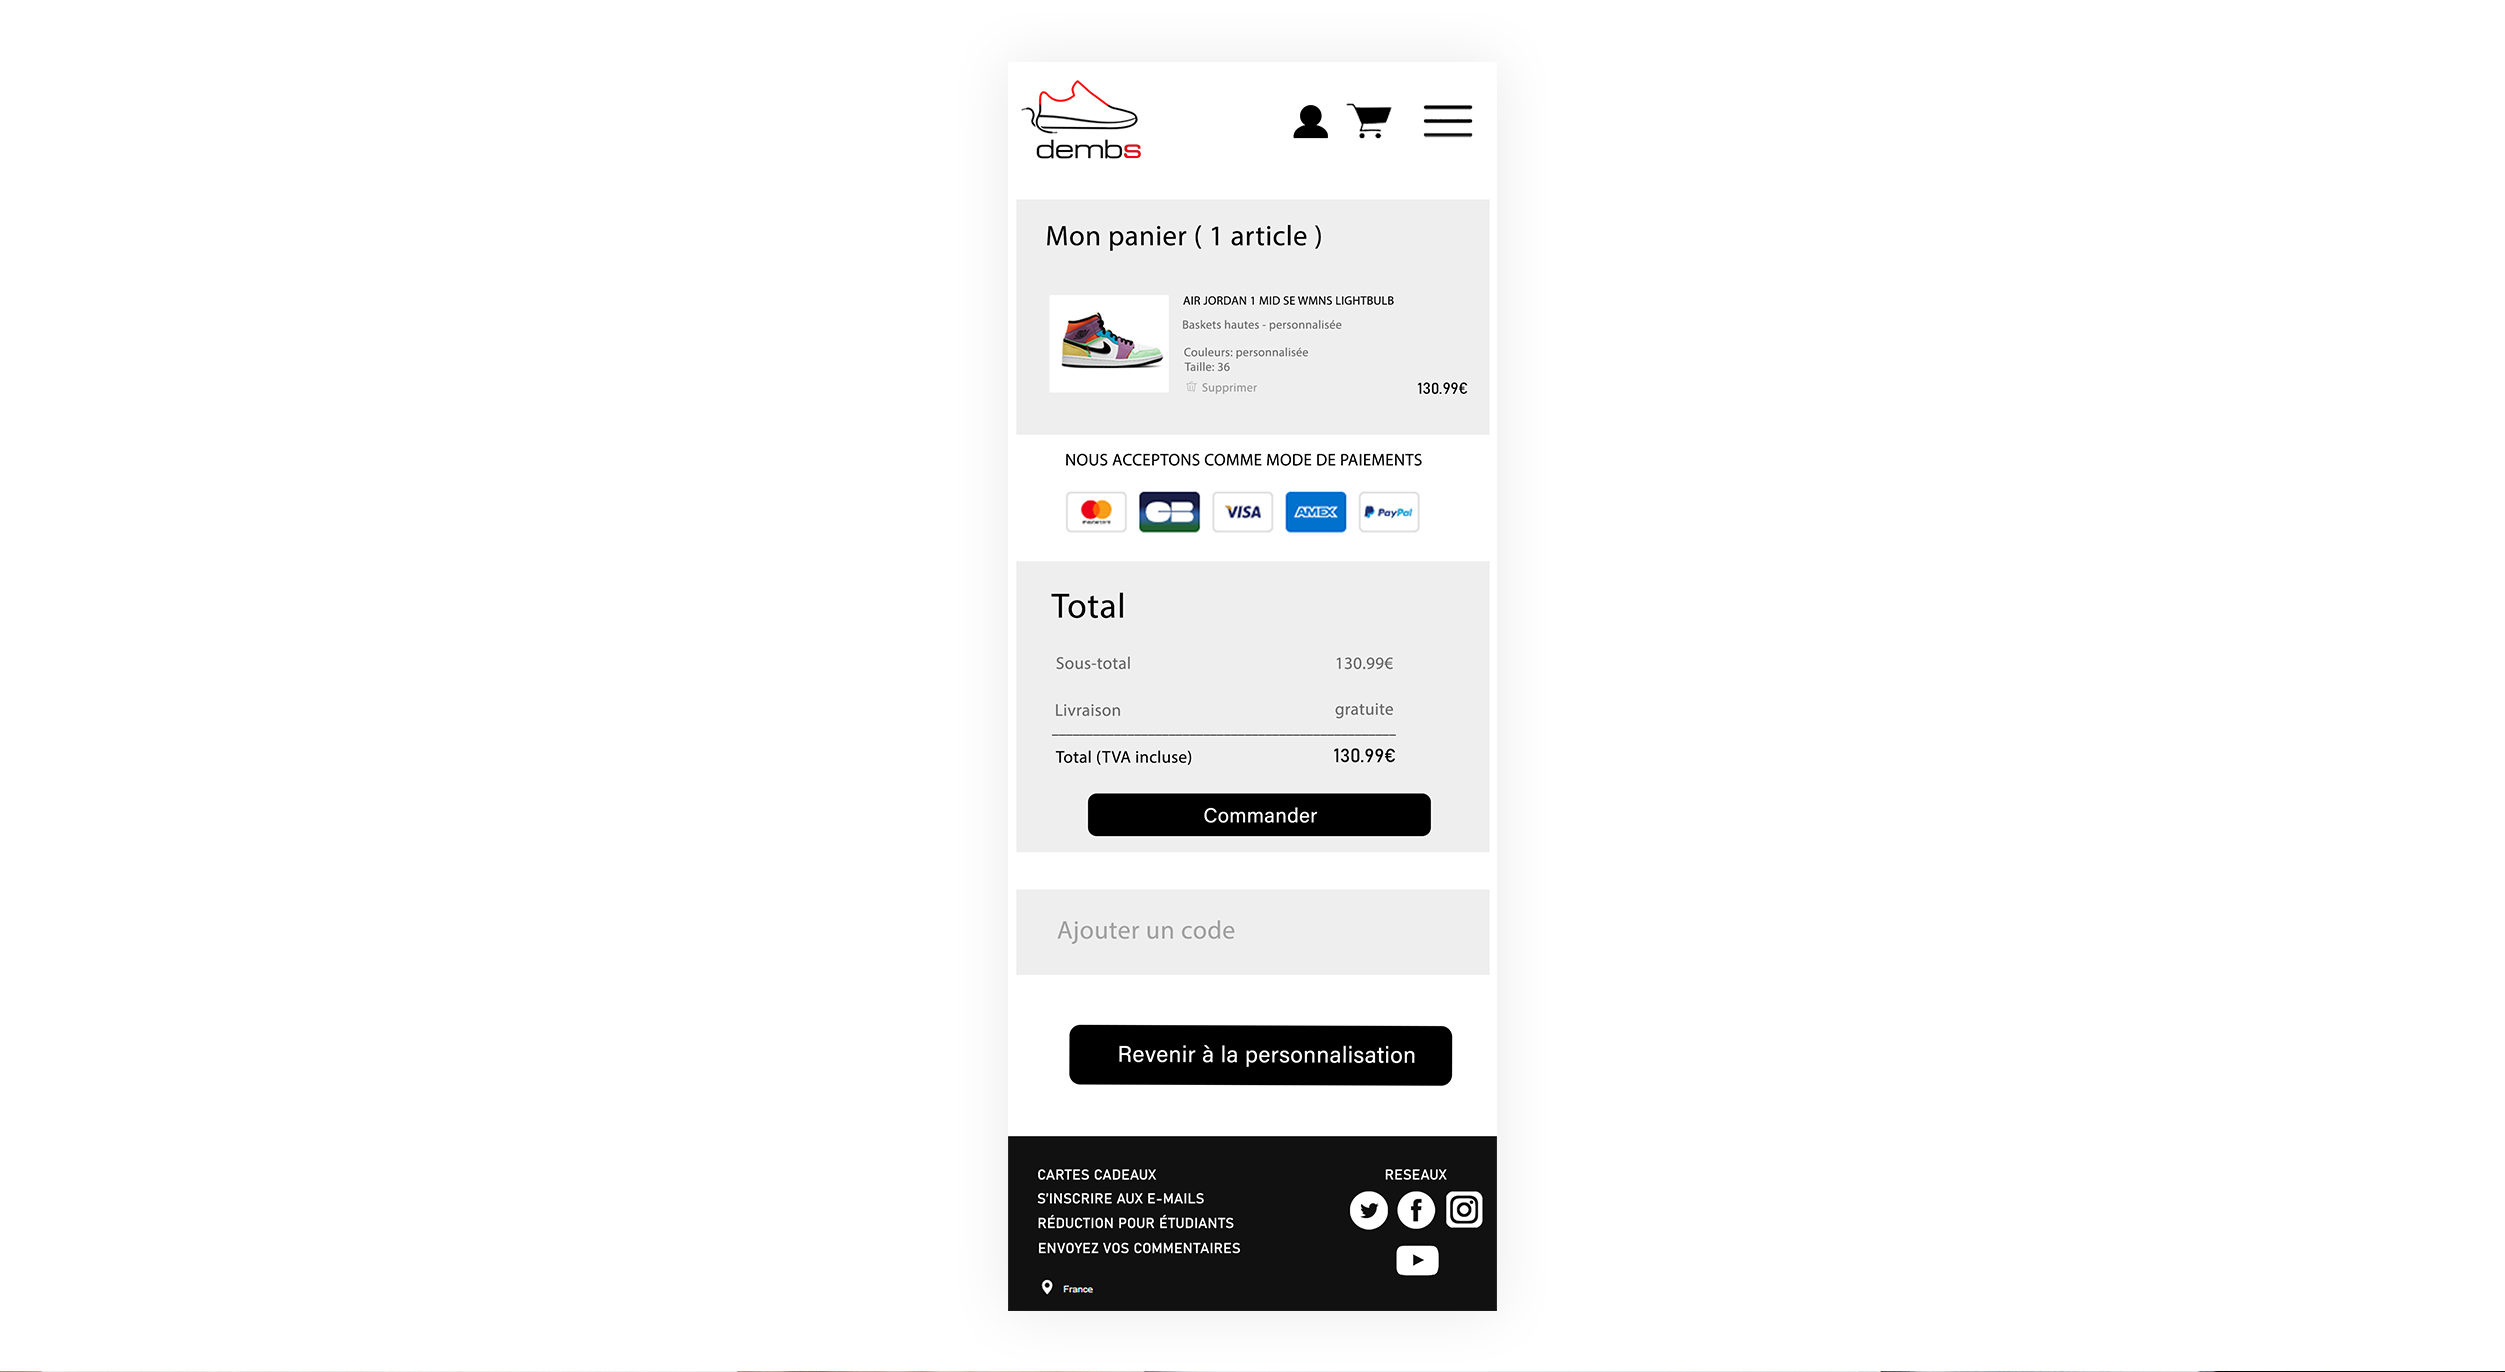 dembs
Mon panier ( 1 article )
AIR JORDAN 1 MID SE WMNS LIGHTBULB
Baskets hautes - personnalisée
Couleurs: personnalisée
Taille: 36
Supprimer
130.99€
NOUS ACCEPTONS COMME MODE DE PAIEMENTS
mastercard CB VISA AMEX PayPal
Total
Sous-total 130.99€
Livraison gratuite
Total (TVA incluse) 130.99€
Commander
Ajouter un code
Revenir à la personnalisation
CARTES CADEAUX
S'INSCRIRE AUX E-MAILS
RÉDUCTION POUR ÉTUDIANTS
ENVOYEZ VOS COMMENTAIRES
France
RESEAUX